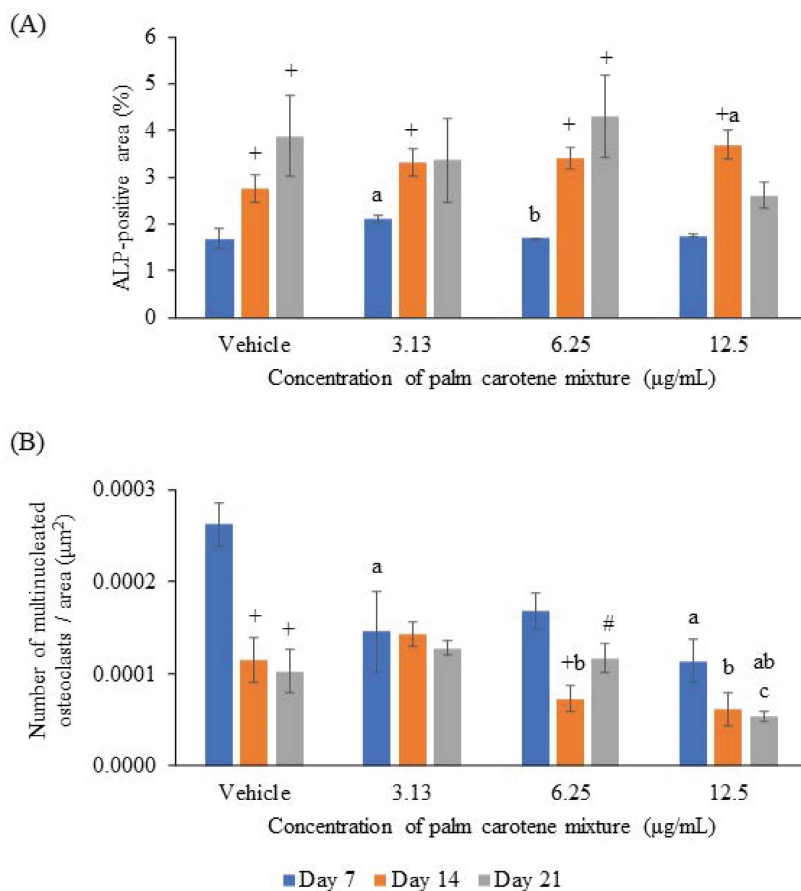 (A)
ALP-positive area (%)
6
5
4
3
2
1
0
+
+
a
+
b
+
+
+a
Vehicle
3.13
6.25
12.5
Concentration of palm carotene mixture (µg/mL)
(B)
Number of multinucleated
osteoclasts / area (µm²)
0.0003
0.0002
0.0001
0.0000
+
+
a
+b
#
a
b
ab
c
Vehicle
3.13
6.25
12.5
Concentration of palm carotene mixture (µg/mL)
Day 7
Day 14
Day 21